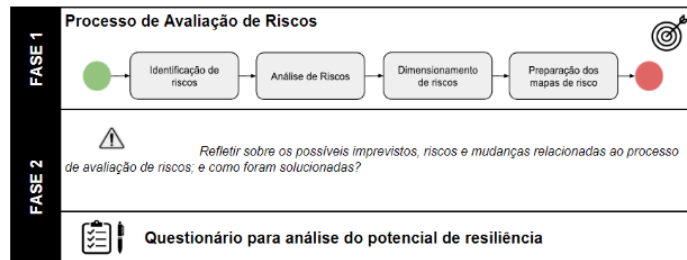 FASE 1
Processo de Avaliação de Riscos
Identificação de
riscos
Análise de Riscos
Dimensionamento
de riscos
Preparação dos
mapas de risco
FASE 2
Refletir sobre os possíveis imprevistos, riscos e mudanças relacionadas ao processo
de avaliação de riscos; e como foram solucionadas?
Questionário para análise do potencial de resiliência